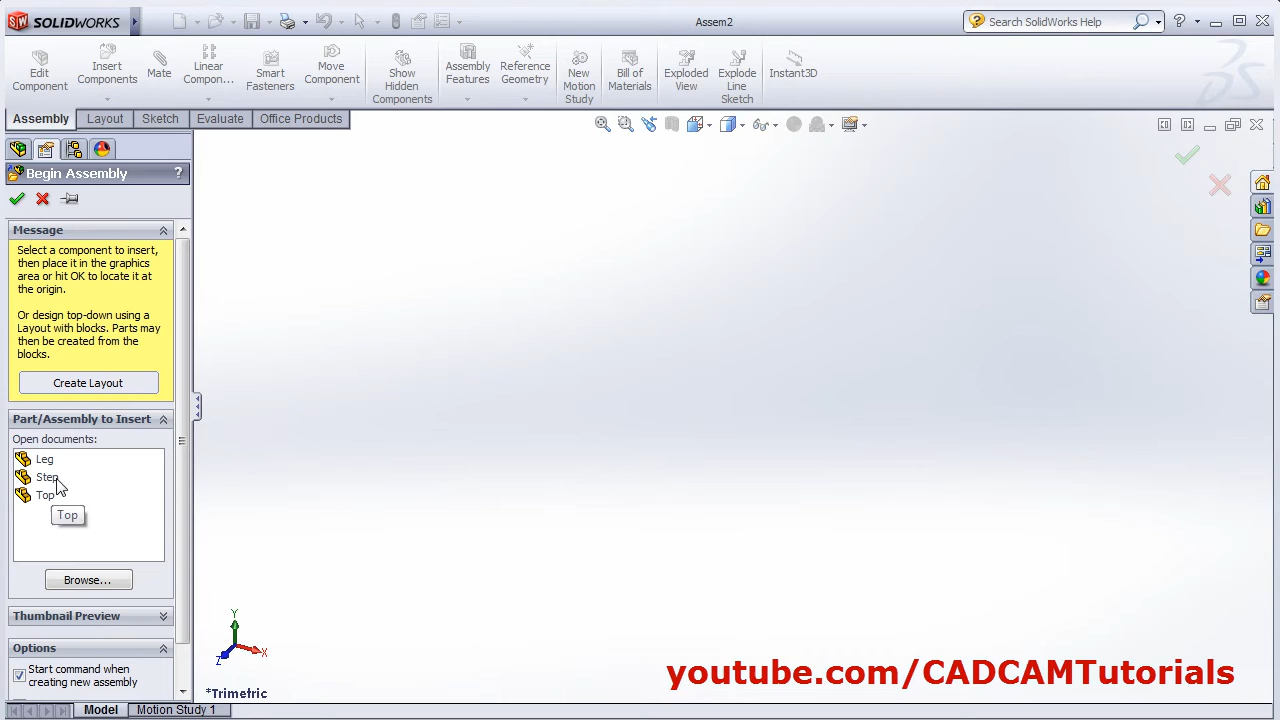 SOLIDWORKS
Assem2
Search SolidWorks Help
Edit Component
Insert Components
Mate
Linear Compon...
Smart Fasteners
Move Component
Show Hidden Components
Assembly Features
Reference Geometry
New Motion Study
Bill of Materials
Exploded View
Explode Line Sketch
Instant3D
Assembly
Layout
Sketch
Evaluate
Office Products
Begin Assembly
?
Message
Select a component to insert,
then place it in the graphics
area or hit OK to locate it at
the origin.
Or design top-down using a
Layout with blocks. Parts may
then be created from the
blocks.
Create Layout
Part/Assembly to Insert
Open documents:
Leg
Step
Top
Top
Browse...
Thumbnail Preview
Options
Start command when
creating new assembly
Y
X
Z
*Trimetric
youtube.com/CADCAMTutorials
Model
Motion Study 1